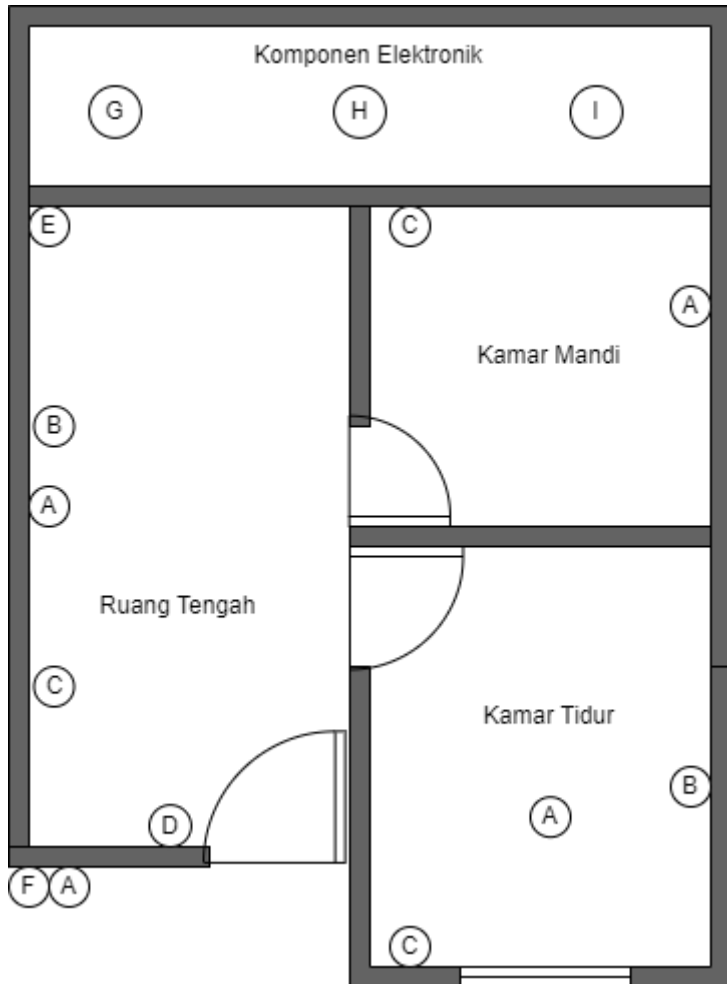 Komponen Elektronik
G H I
E C
A
Kamar Mandi
B
A
Ruang Tengah
C
Kamar Tidur
B
A
D
F A
C